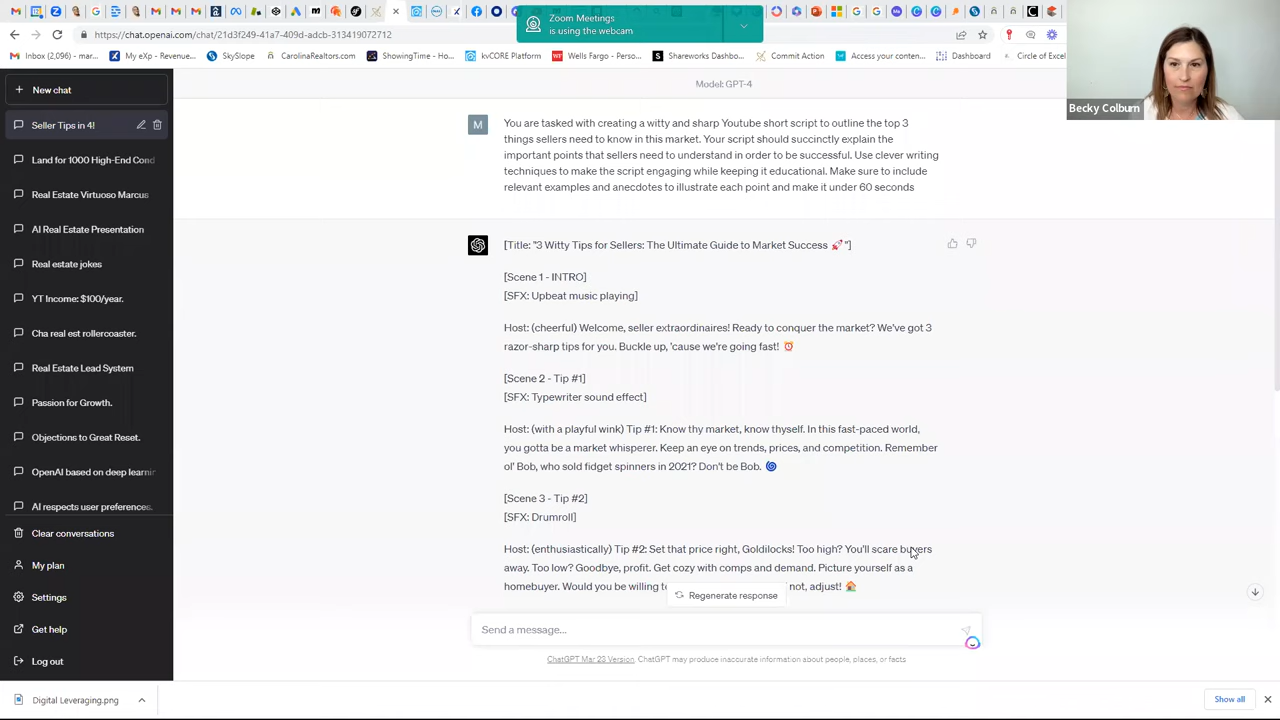 Zoom Meetings
is using the webcam
https://chat.openai.com/chat/21d3f249-41a7-409d-adcb-313419072712
Inbox (2,096) - mar...
My eXp - Revenue...
SkySlope
CarolinaRealtors.com
ShowingTime - Ho...
kvCORE Platform
Wells Fargo - Perso...
Shareworks Dashbo...
Commit Action
Access your content...
Dashboard
Circle of Exc
Becky Colburn
New chat
Model: GPT-4
Seller Tips in 4!
Land for 1000 High-End Cond
Real Estate Virtuoso Marcus
AI Real Estate Presentation
Real estate jokes
YT Income: $100/year.
Cha real est rollercoaster.
Real Estate Lead System
Passion for Growth.
Objections to Great Reset.
OpenAI based on deep learnin
AI respects user preferences.
Clear conversations
My plan
Settings
Get help
Log out
M
You are tasked with creating a witty and sharp Youtube short script to outline the top 3
things sellers need to know in this market. Your script should succinctly explain the
important points that sellers need to understand in order to be successful. Use clever writing
techniques to make the script engaging while keeping it educational. Make sure to include
relevant examples and anecdotes to illustrate each point and make it under 60 seconds
[Title: "3 Witty Tips for Sellers: The Ultimate Guide to Market Success 🚀"]
[Scene 1 - INTRO]
[SFX: Upbeat music playing]
Host: (cheerful) Welcome, seller extraordinaires! Ready to conquer the market? We've got 3
razor-sharp tips for you. Buckle up, 'cause we're going fast! ⏰
[Scene 2 - Tip #1]
[SFX: Typewriter sound effect]
Host: (with a playful wink) Tip #1: Know thy market, know thyself. In this fast-paced world,
you gotta be a market whisperer. Keep an eye on trends, prices, and competition. Remember
ol' Bob, who sold fidget spinners in 2021? Don't be Bob. 🌀
[Scene 3 - Tip #2]
[SFX: Drumroll]
Host: (enthusiastically) Tip #2: Set that price right, Goldilocks! Too high? You'll scare buyers
away. Too low? Goodbye, profit. Get cozy with comps and demand. Picture yourself as a
homebuyer. Would you be willing to not, adjust! 🏠
Regenerate response
Send a message...
ChatGPT Mar 23 Version. ChatGPT may produce inaccurate information about people, places, or facts
Digital Leveraging.png
Show all